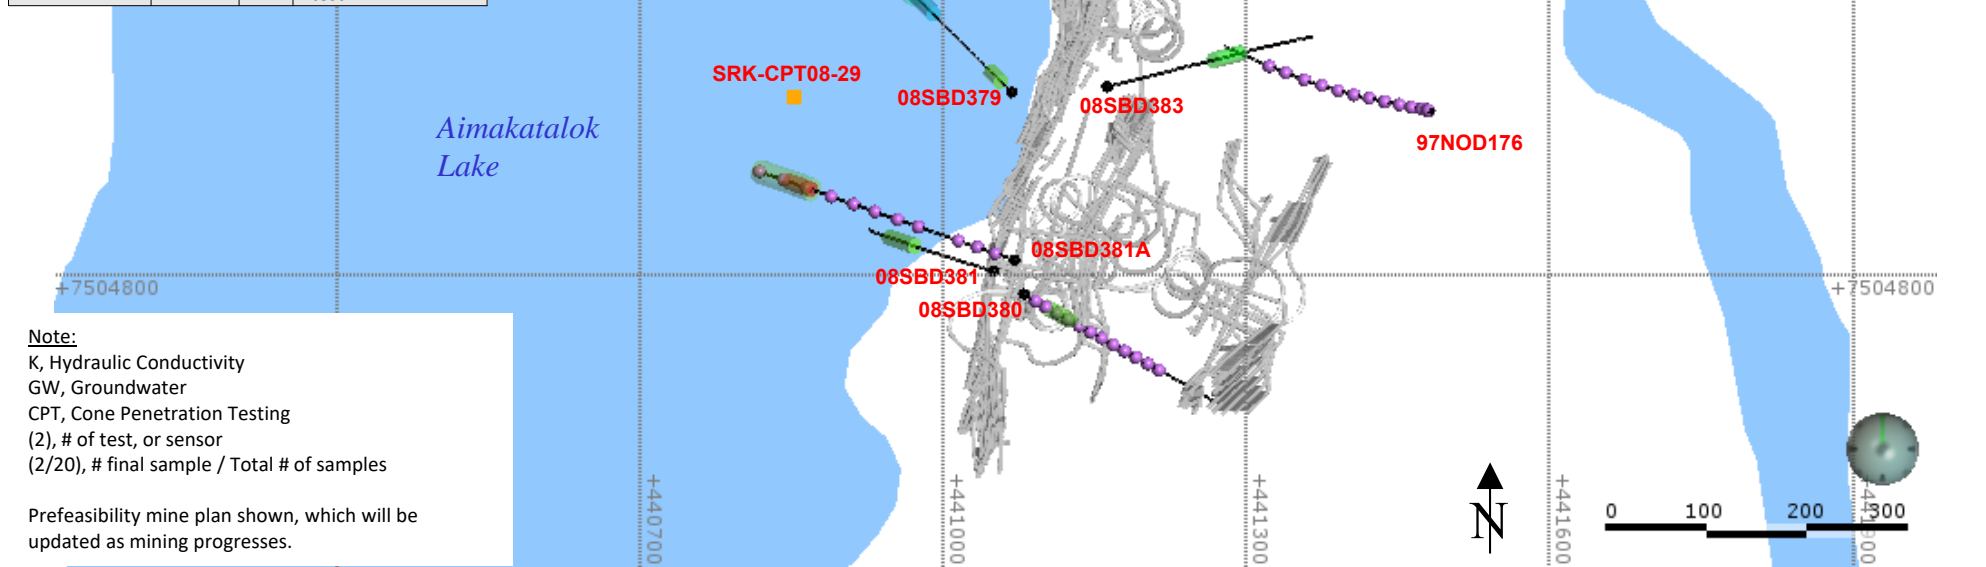 SRK-CPT08-29
08SBD379
08SBD383
97NOD176
Aimakatalok
Lake
08SBD381A
08SBD381
08SBD380
+7504800
+7504800
Note:
K, Hydraulic Conductivity
GW, Groundwater
CPT, Cone Penetration Testing
(2), # of test, or sensor
(2/20), # final sample / Total # of samples
Prefeasibility mine plan shown, which will be
updated as mining progresses.
+440700
+441000
+441300
+441600
+441900
N
0 100 200 300